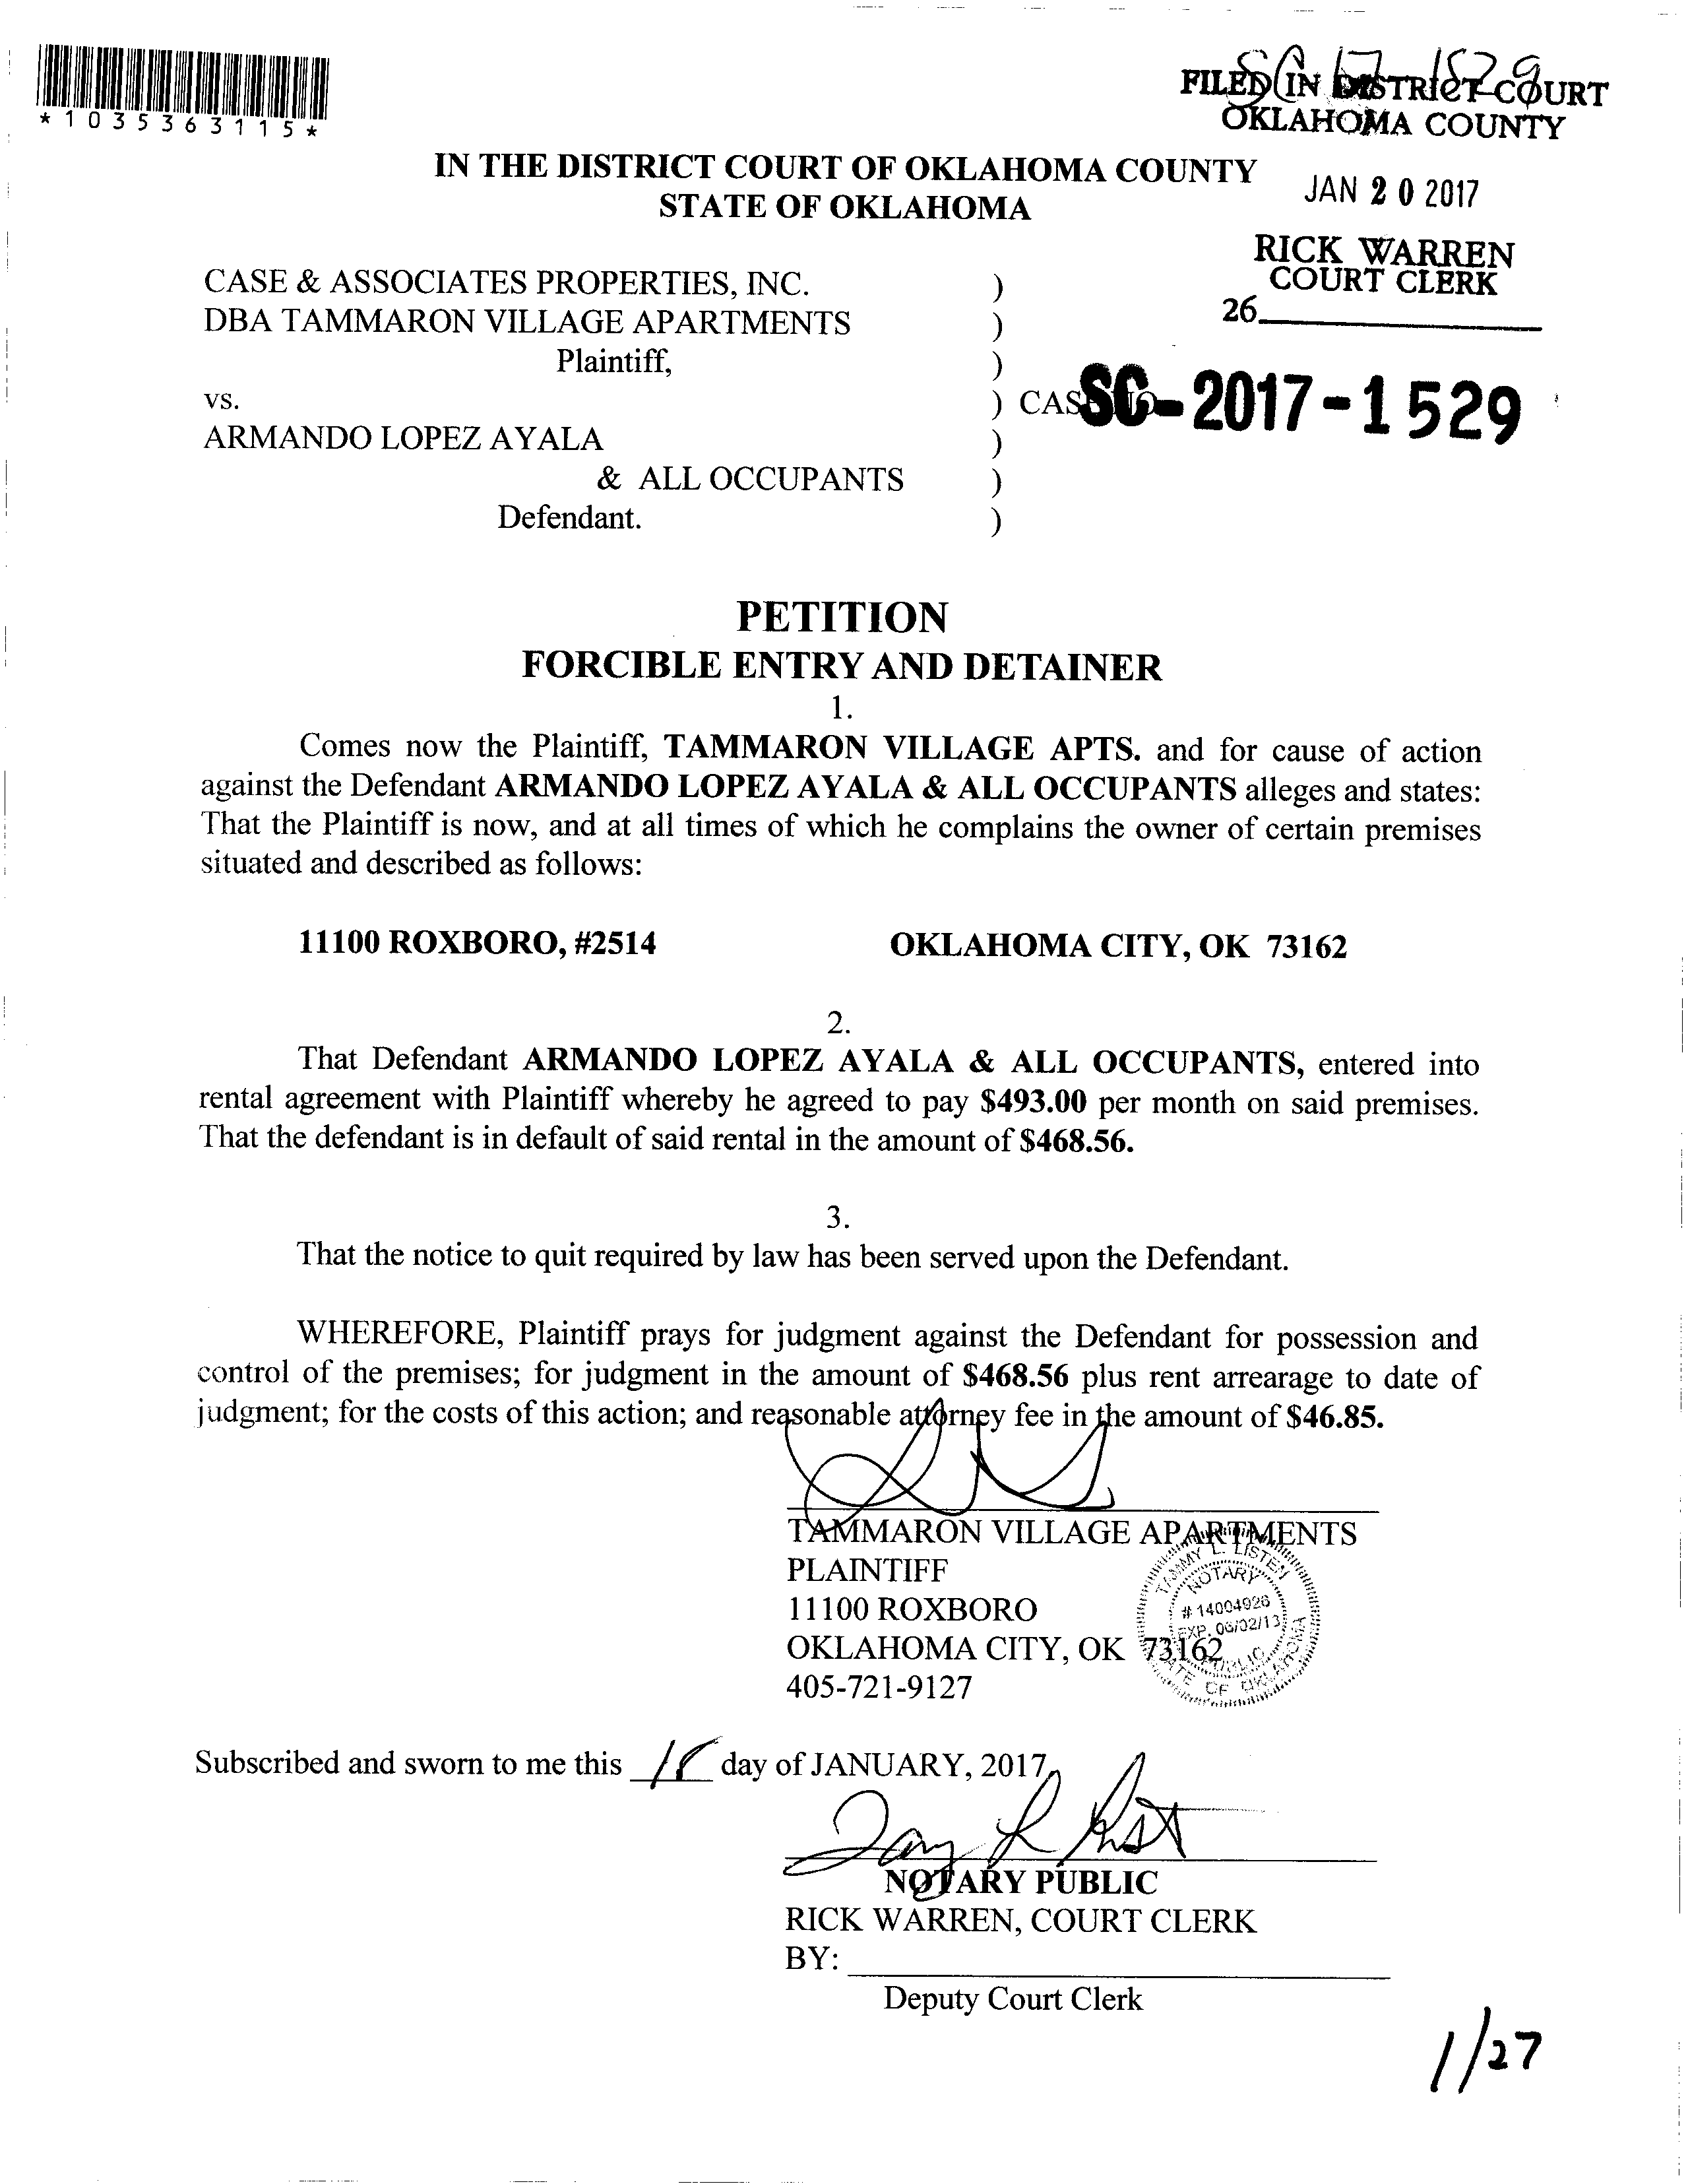 *1035363115*
SC 17 1529
FILED IN DISTRICT COURT
OKLAHOMA COUNTY
IN THE DISTRICT COURT OF OKLAHOMA COUNTY
STATE OF OKLAHOMA
JAN 20 2017
RICK WARREN
COURT CLERK
26
CASE & ASSOCIATES PROPERTIES, INC. )
DBA TAMMARON VILLAGE APARTMENTS )
Plaintiff, )
vs. ) CASE NO. SC-2017-1529
ARMANDO LOPEZ AYALA )
& ALL OCCUPANTS )
Defendant. )
PETITION
FORCIBLE ENTRY AND DETAINER
1.
Comes now the Plaintiff, TAMMARON VILLAGE APTS. and for cause of action
against the Defendant ARMANDO LOPEZ AYALA & ALL OCCUPANTS alleges and states:
That the Plaintiff is now, and at all times of which he complains the owner of certain premises
situated and described as follows:
11100 ROXBORO, #2514 OKLAHOMA CITY, OK 73162
2.
That Defendant ARMANDO LOPEZ AYALA & ALL OCCUPANTS, entered into
rental agreement with Plaintiff whereby he agreed to pay $493.00 per month on said premises.
That the defendant is in default of said rental in the amount of $468.56.
3.
That the notice to quit required by law has been served upon the Defendant.
WHEREFORE, Plaintiff prays for judgment against the Defendant for possession and
control of the premises; for judgment in the amount of $468.56 plus rent arrearage to date of
judgment; for the costs of this action; and reasonable attorney fee in the amount of $46.85.
TAMMARON VILLAGE APARTMENTS
PLAINTIFF
11100 ROXBORO
OKLAHOMA CITY, OK 73162
405-721-9127
TAMMY L. LISTEN
NOTARY
# 14004926
EXP. 06/02/13
PUBLIC
STATE OF OKLAHOMA
Subscribed and sworn to me this 18 day of JANUARY, 2017.
NOTARY PUBLIC
RICK WARREN, COURT CLERK
BY:
Deputy Court Clerk
1/27